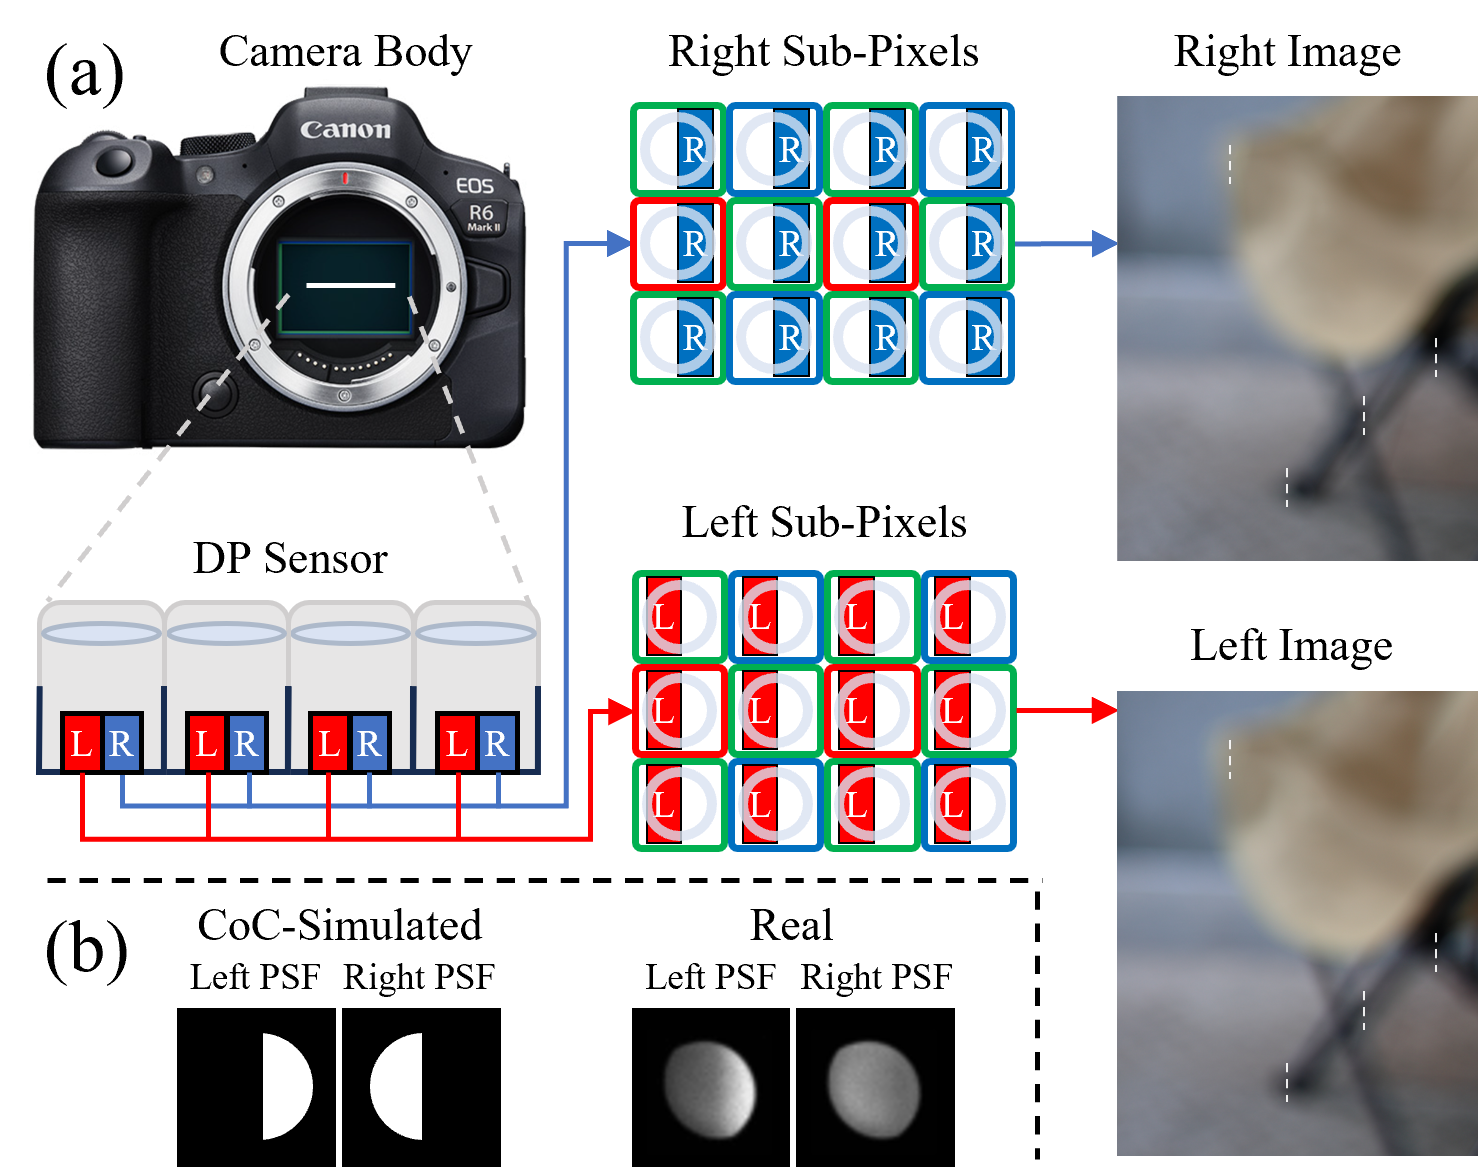 (a)
Camera Body
Canon
EOS
R6
Mark II
Right Sub-Pixels
R R R R
R R R R
R R R R
Right Image
DP Sensor
L R L R L R L R
Left Sub-Pixels
L L L L
L L L L
L L L L
Left Image
(b)
CoC-Simulated
Left PSF Right PSF
Real
Left PSF Right PSF